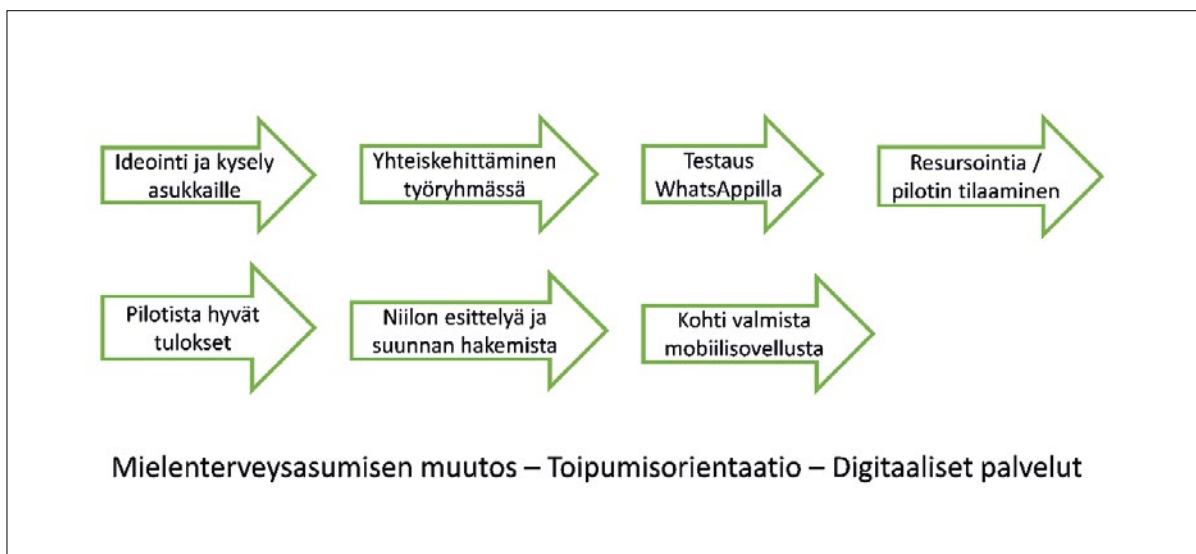 Ideointi ja kysely
asukkaille
Yhteiskehittäminen
työryhmässä
Testaus
WhatsAppilla
Resursointia /
pilotin tilaaminen
Pilotista hyvät
tulokset
Niilon esittelyä ja
suunnan hakemista
Kohti valmista
mobiilisovellusta
Mielenterveysasumisen muutos – Toipumisorientaatio – Digitaaliset palvelut